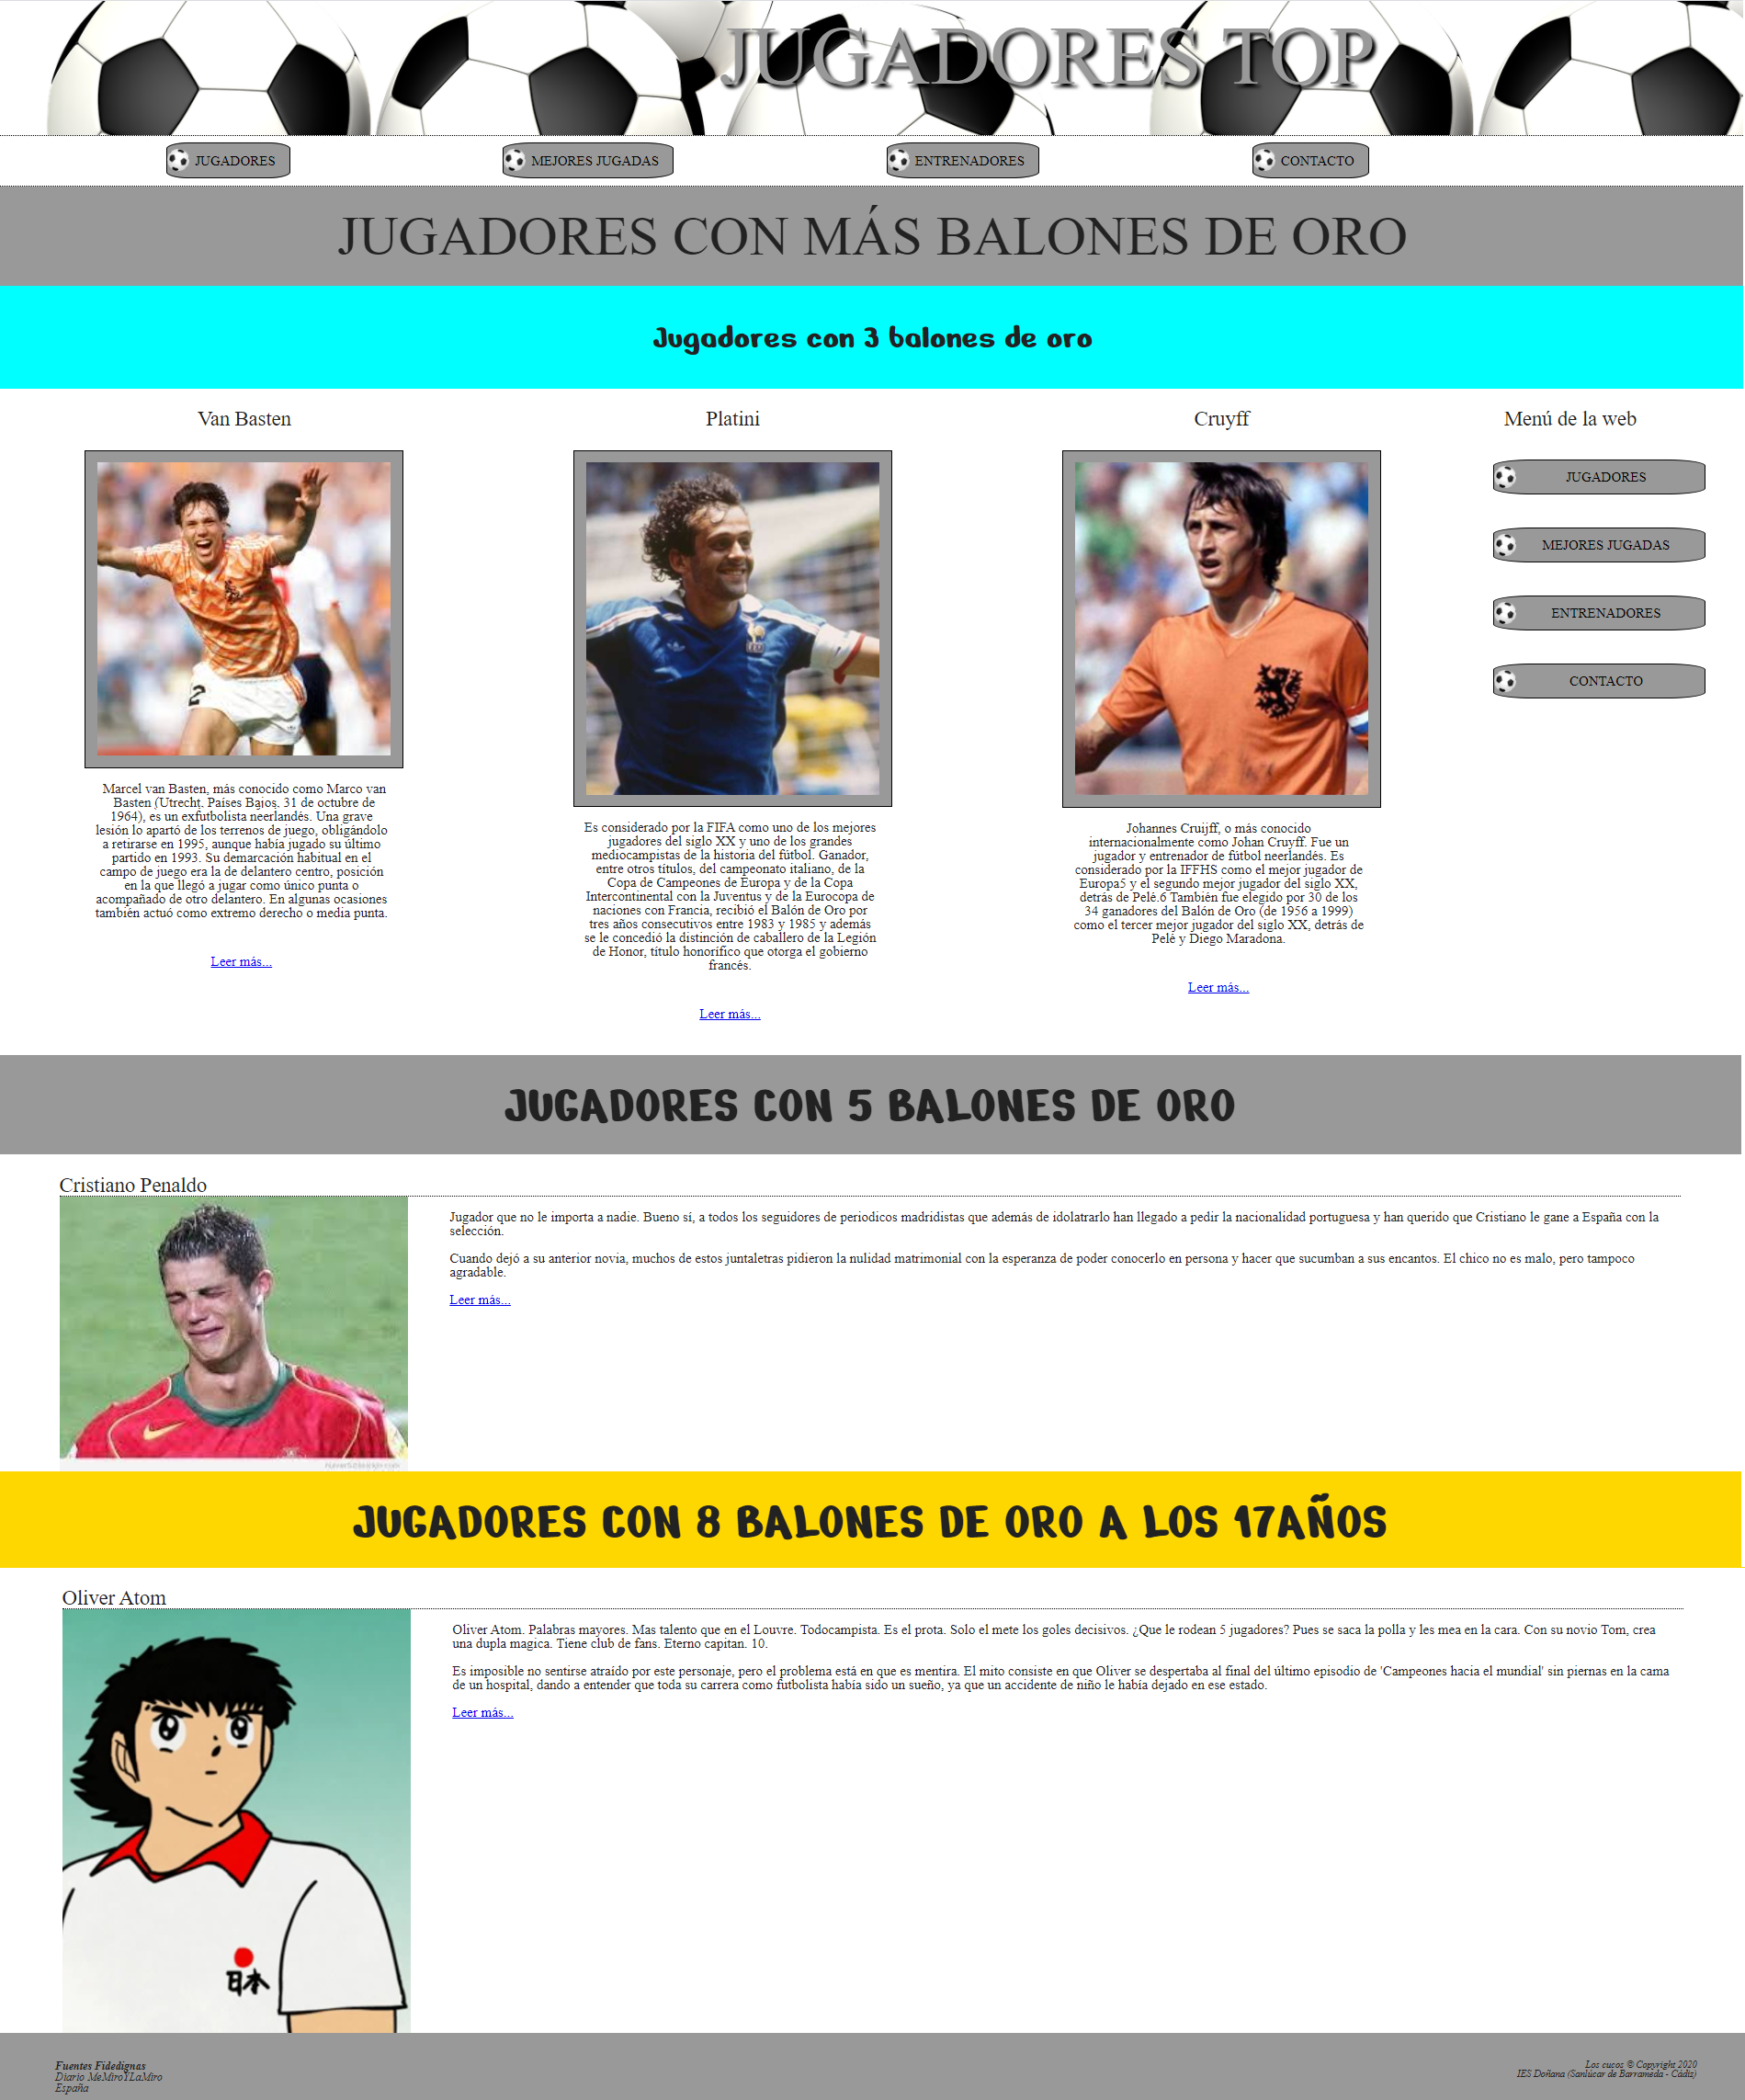 JUGADORES TOP
JUGADORES
MEJORES JUGADAS
ENTRENADORES
CONTACTO
JUGADORES CON MÁS BALONES DE ORO
Jugadores con 3 balones de oro
Van Basten
Marcel van Basten, más conocido como Marco van
Basten (Utrecht, Países Bajos, 31 de octubre de
1964), es un exfutbolista neerlandés. Una grave
lesión lo apartó de los terrenos de juego, obligándolo
a retirarse en 1995, aunque había jugado su último
partido en 1993. Su demarcación habitual en el
campo de juego era la de delantero centro, posición
en la que llegó a jugar como único punta o
acompañado de otro delantero. En algunas ocasiones
también actuó como extremo derecho o media punta.
Leer más...
Platini
Es considerado por la FIFA como uno de los mejores
jugadores del siglo XX y uno de los grandes
mediocampistas de la historia del fútbol. Ganador,
entre otros títulos, del campeonato italiano, de la
Copa de Campeones de Europa y de la Copa
Intercontinental con la Juventus y de la Eurocopa de
naciones con Francia, recibió el Balón de Oro por
tres años consecutivos entre 1983 y 1985 y además
se le concedió la distinción de caballero de la Legión
de Honor, título honorífico que otorga el gobierno
francés.
Leer más...
Cruyff
Johannes Cruijff, o más conocido
internacionalmente como Johan Cruyff. Fue un
jugador y entrenador de fútbol neerlandés. Es
considerado por la IFFHS como el mejor jugador de
Europa5 y el segundo mejor jugador del siglo XX,
detrás de Pelé.6 También fue elegido por 30 de los
34 ganadores del Balón de Oro (de 1956 a 1999)
como el tercer mejor jugador del siglo XX, detrás de
Pelé y Diego Maradona.
Leer más...
Menú de la web
JUGADORES
MEJORES JUGADAS
ENTRENADORES
CONTACTO
JUGADORES CON 5 BALONES DE ORO
Cristiano Penaldo
Jugador que no le importa a nadie. Bueno sí, a todos los seguidores de periodicos madridistas que además de idolatrarlo han llegado a pedir la nacionalidad portuguesa y han querido que Cristiano le gane a España con la
selección.
Cuando dejó a su anterior novia, muchos de estos juntaletras pidieron la nulidad matrimonial con la esperanza de poder conocerlo en persona y hacer que sucumban a sus encantos. El chico no es malo, pero tampoco
agradable.
Leer más...
JUGADORES CON 8 BALONES DE ORO A LOS 17AÑOS
Oliver Atom
Oliver Atom. Palabras mayores. Mas talento que en el Louvre. Todocampista. Es el prota. Solo el mete los goles decisivos. ¿Que le rodean 5 jugadores? Pues se saca la polla y les mea en la cara. Con su novio Tom, crea
una dupla magica. Tiene club de fans. Eterno capitan. 10.
Es imposible no sentirse atraído por este personaje, pero el problema está en que es mentira. El mito consiste en que Oliver se despertaba al final del último episodio de 'Campeones hacia el mundial' sin piernas en la cama
de un hospital, dando a entender que toda su carrera como futbolista había sido un sueño, ya que un accidente de niño le había dejado en ese estado.
Leer más...
日本
Fuentes Fidedignas
Diario MeMiroYLaMiro
España
Los cucos © Copyright 2020
IES Doñana (Sanlúcar de Barrameda - Cádiz)